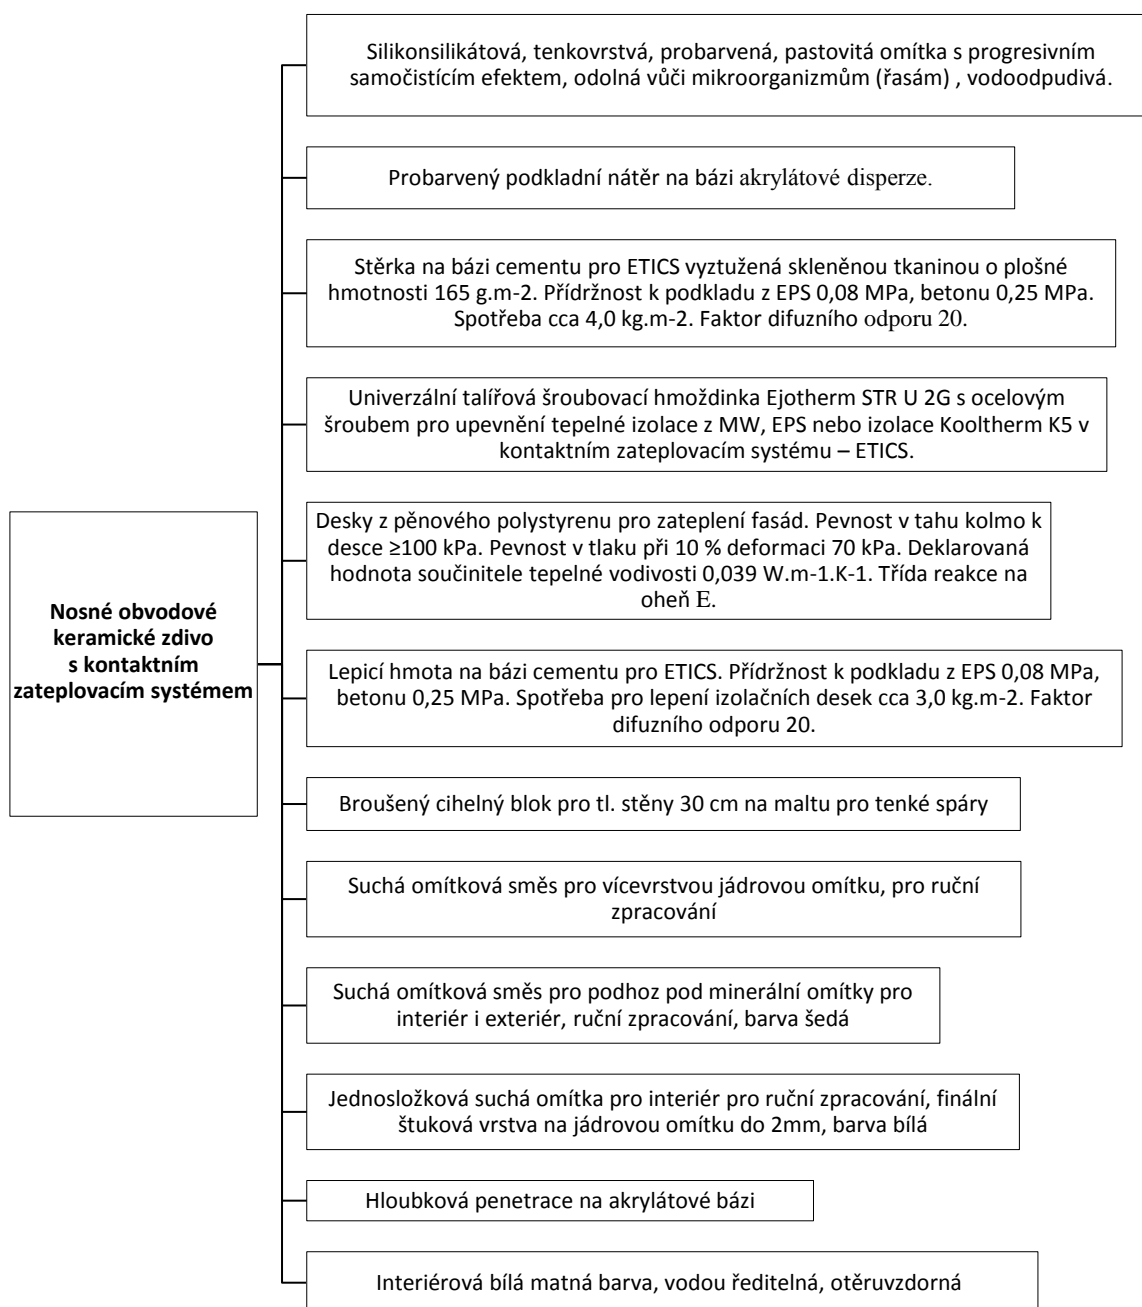 Silikonsilikátová, tenkovrstvá, probarvená, pastovitá omítka s progresivním
samočistícím efektem, odolná vůči mikroorganizmům (řasám) , vodoodpudivá.
Probarvený podkladní nátěr na bázi akrylátové disperze.
Stěrka na bázi cementu pro ETICS vyztužená skleněnou tkaninou o plošné
hmotnosti 165 g.m-2. Přídržnost k podkladu z EPS 0,08 MPa, betonu 0,25 MPa.
Spotřeba cca 4,0 kg.m-2. Faktor difuzního odporu 20.
Univerzální talířová šroubovací hmoždinka Ejotherm STR U 2G s ocelovým
šroubem pro upevnění tepelné izolace z MW, EPS nebo izolace Kooltherm K5 v
kontaktním zateplovacím systému – ETICS.
Desky z pěnového polystyrenu pro zateplení fasád. Pevnost v tahu kolmo k
desce ≥100 kPa. Pevnost v tlaku při 10 % deformaci 70 kPa. Deklarovaná
hodnota součinitele tepelné vodivosti 0,039 W.m-1.K-1. Třída reakce na
oheň E.
Nosné obvodové
keramické zdivo
s kontaktním
zateplovacím systémem
Lepicí hmota na bázi cementu pro ETICS. Přídržnost k podkladu z EPS 0,08 MPa,
betonu 0,25 MPa. Spotřeba pro lepení izolačních desek cca 3,0 kg.m-2. Faktor
difuzního odporu 20.
Broušený cihelný blok pro tl. stěny 30 cm na maltu pro tenké spáry
Suchá omítková směs pro vícevrstvou jádrovou omítku, pro ruční
zpracování
Suchá omítková směs pro podhoz pod minerální omítky pro
interiér i exteriér, ruční zpracování, barva šedá
Jednosložková suchá omítka pro interiér pro ruční zpracování, finální
štuková vrstva na jádrovou omítku do 2mm, barva bílá
Hloubková penetrace na akrylátové bázi
Interiérová bílá matná barva, vodou ředitelná, otěruvzdorná